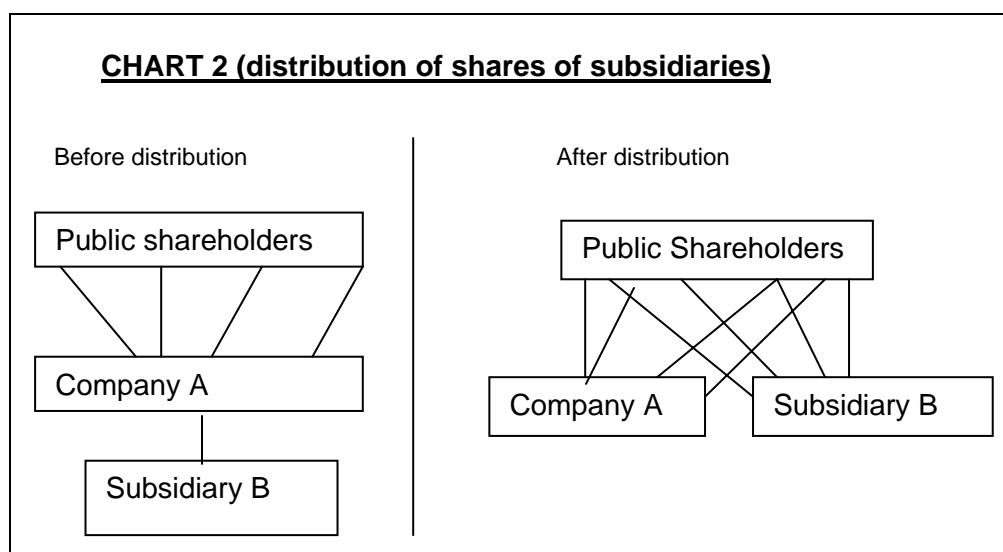 CHART 2 (distribution of shares of subsidiaries)
Before distribution
Public shareholders
Company A
Subsidiary B
After distribution
Public Shareholders
Company A
Subsidiary B